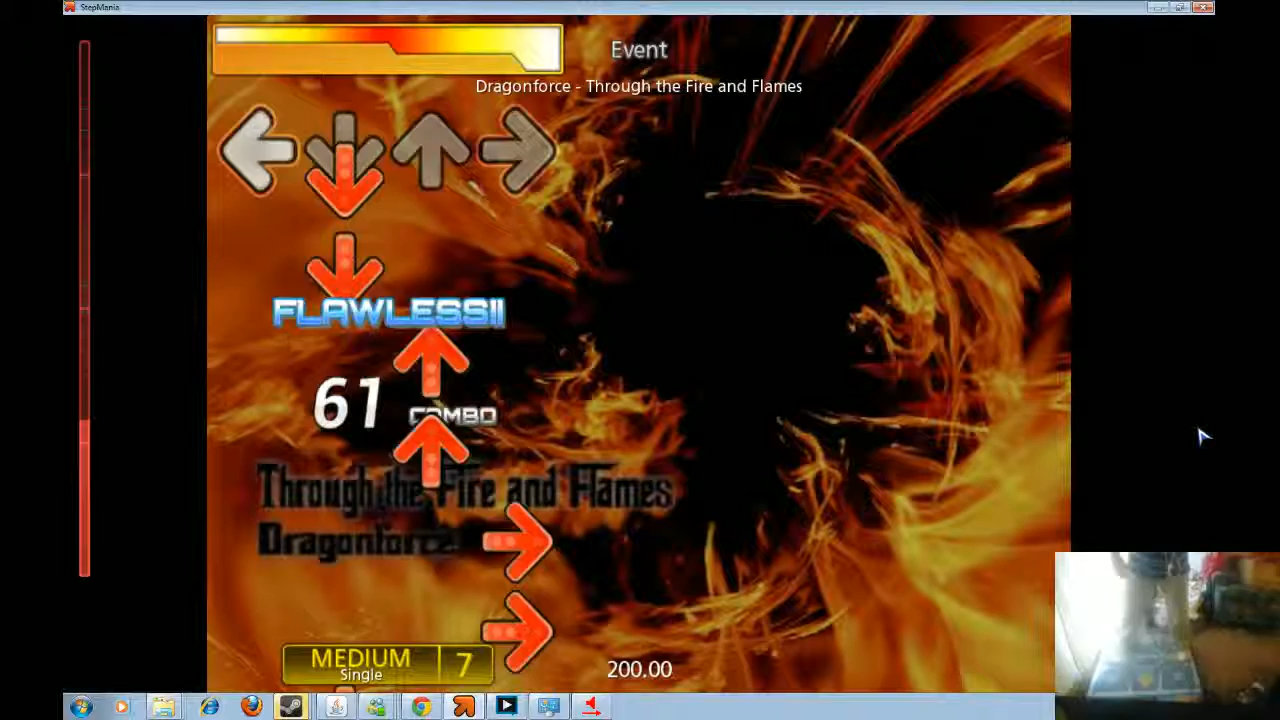 StepMania
Event
Dragonforce - Through the Fire and Flames
FLAWLESS!!
61 COMBO
Through the Fire and Flames
Dragonforce
MEDIUM 7
Single
200.00